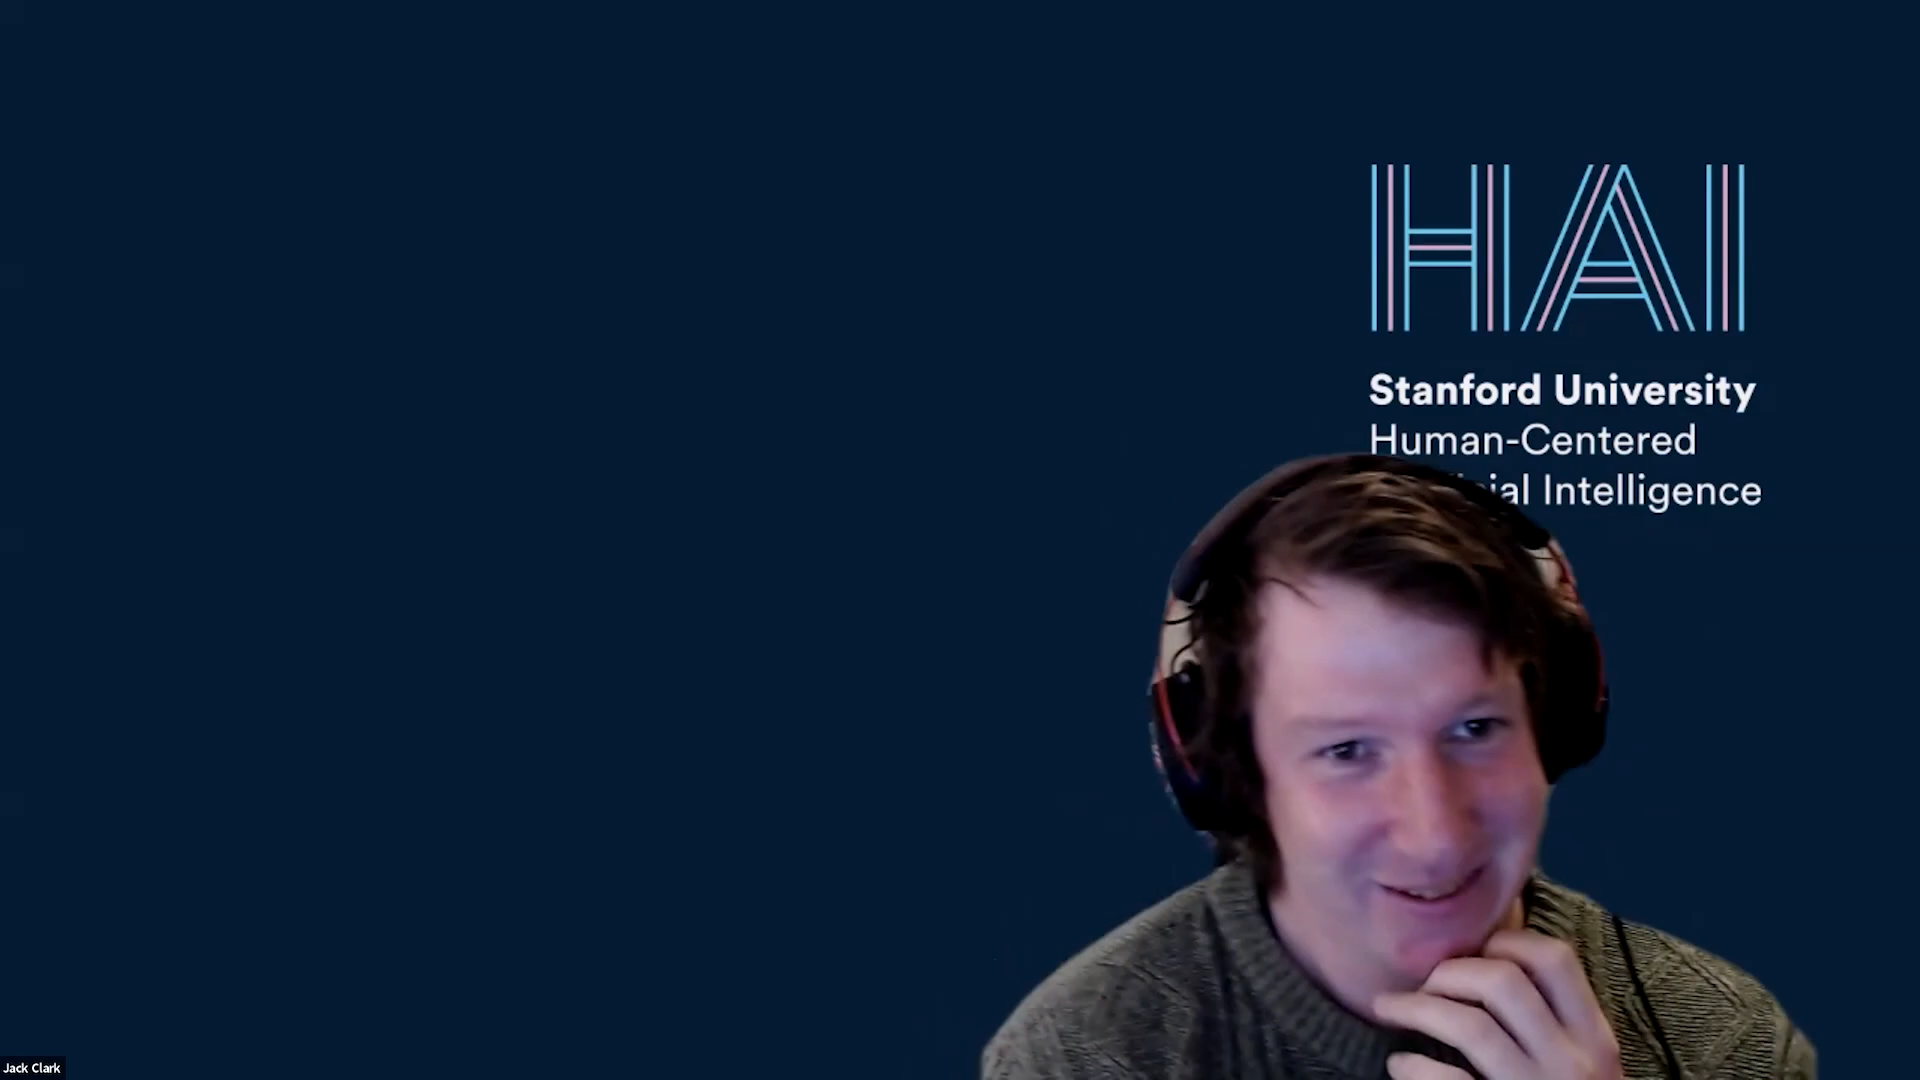 HAI
Stanford University
Human-Centered
Intelligence
Jack Clark